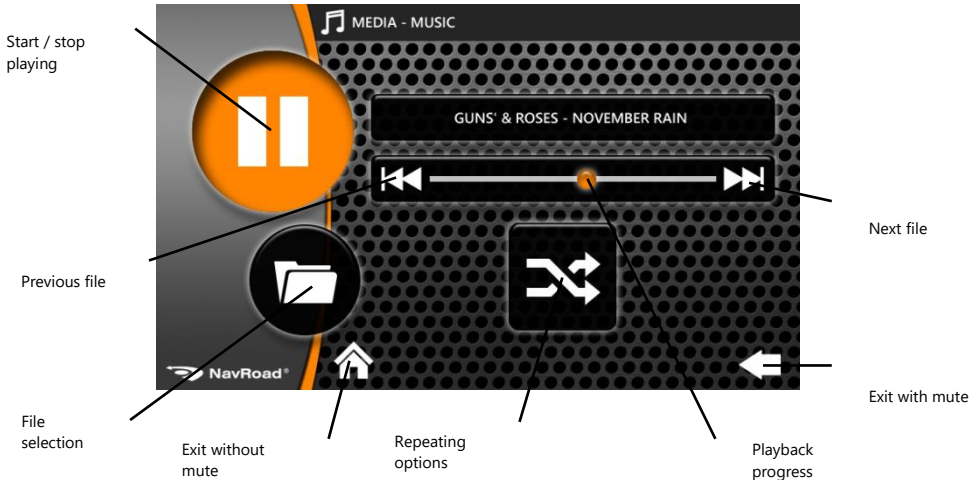 MEDIA - MUSIC
Start / stop
playing
GUNS' & ROSES - NOVEMBER RAIN
Next file
Previous file
NavRoad®
Exit with mute
File
selection
Exit without
mute
Repeating
options
Playback
progress